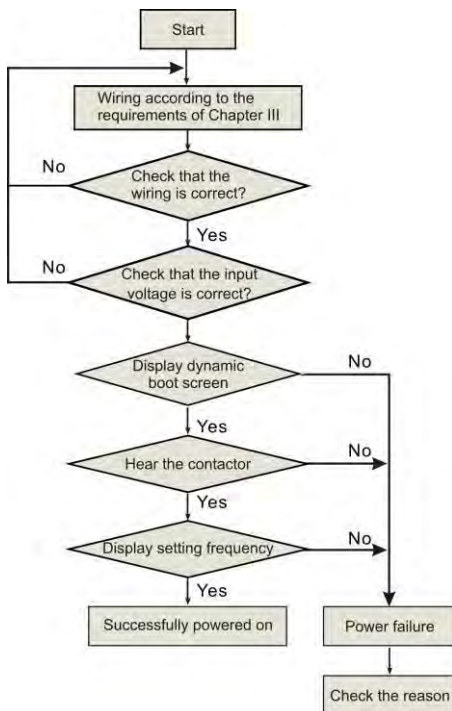 Start
Wiring according to the
requirements of Chapter III
No
Check that the
wiring is correct?
Yes
No
Check that the input
voltage is correct?
Display dynamic
boot screen
No
Yes
Hear the contactor
No
Yes
Display setting frequency
No
Yes
Successfully powered on
Power failure
Check the reason